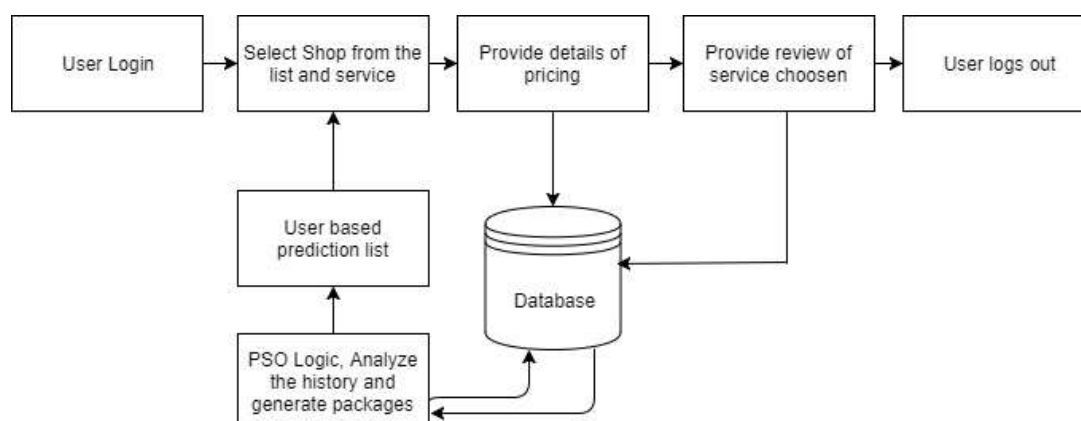 User Login
Select Shop from the
list and service
Provide details of
pricing
Provide review of
service choosen
User logs out
User based
prediction list
Database
PSO Logic, Analyze
the history and
generate packages